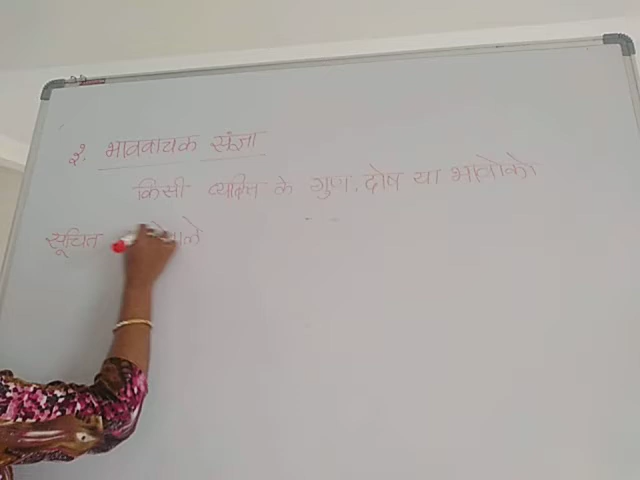 ३. भाववाचक संज्ञा
किसी व्यक्ति के गुण, दोष या भावोको
सूचित